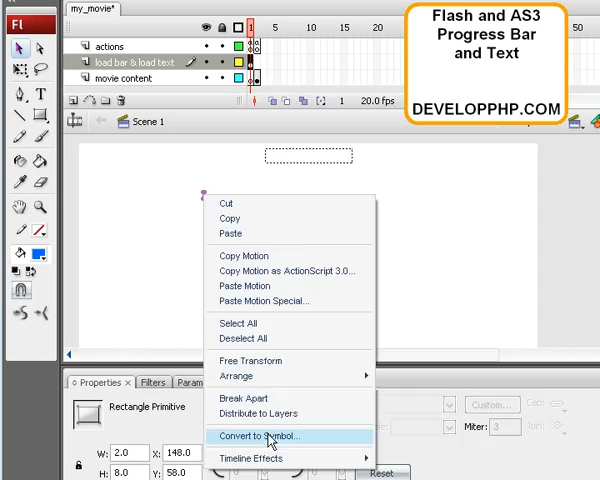 my_movie*
Flash and AS3
Progress Bar
and Text
DEVELOPPHP.COM
Fl
1 5 10 15 20 25 50
actions
load bar & load text
movie content
1 20.0 fps
Scene 1
T
Cut
Copy
Paste
Copy Motion
Copy Motion as ActionScript 3.0...
Paste Motion
Paste Motion Special...
Select All
Deselect All
Free Transform
Arrange
Break Apart
Distribute to Layers
Convert to Symbol...
Timeline Effects
Properties × Filters Param
Rectangle Primitive
Custom... Cap:
Miter: 3 Join:
W: 2.0 X: 148.0
H: 8.0 Y: 58.0
Reset